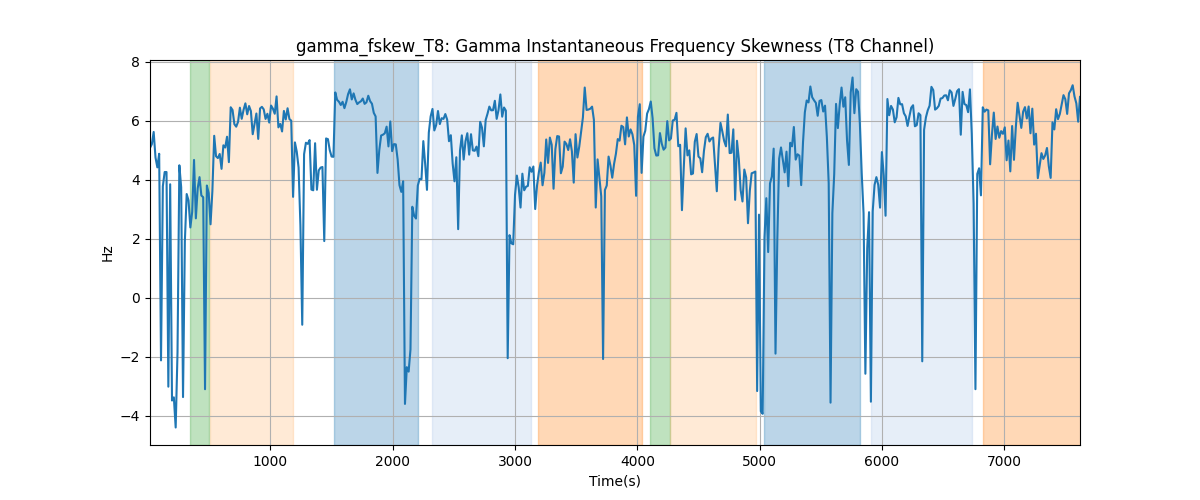 gamma_fskew_T8: Gamma Instantaneous Frequency Skewness (T8 Channel)
8
6
4
2
0
−2
−4
Hz
1000 2000 3000 4000 5000 6000 7000
Time(s)